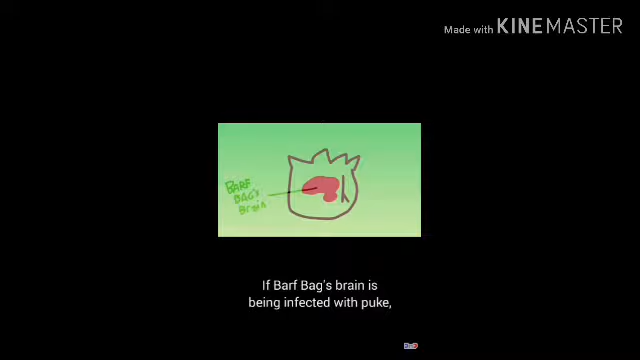 Made with KINEMASTER
BARF
BAG'S
Brain
If Barf Bag's brain is
being infected with puke,